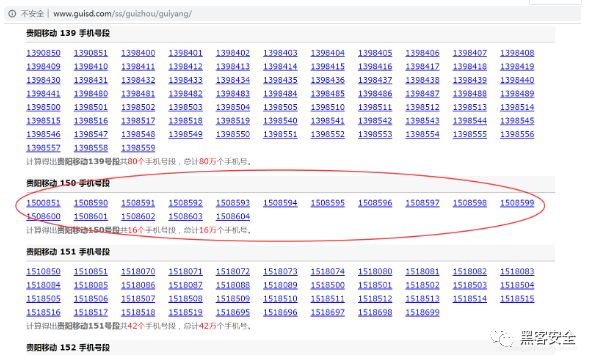 不安全 | www.guisd.com/ss/guizhou/guiyang/
贵阳移动 139 手机号段
1390850 1390851 1398400 1398401 1398402 1398403 1398404 1398405 1398406 1398407 1398408
1398409 1398410 1398411 1398412 1398413 1398414 1398415 1398416 1398417 1398418 1398419
1398430 1398431 1398432 1398433 1398434 1398435 1398436 1398437 1398438 1398439 1398440
1398441 1398480 1398481 1398482 1398483 1398484 1398485 1398486 1398487 1398488 1398489
1398500 1398501 1398502 1398503 1398504 1398505 1398510 1398511 1398512 1398513 1398514
1398515 1398516 1398517 1398518 1398519 1398540 1398541 1398542 1398543 1398544 1398545
1398546 1398547 1398548 1398549 1398550 1398551 1398552 1398553 1398554 1398555 1398556
1398557 1398558 1398559
计算得出贵阳移动139号段共80个手机号段，总计80万个手机号。
贵阳移动 150 手机号段
1500851 1508590 1508591 1508592 1508593 1508594 1508595 1508596 1508597 1508598 1508599
1508600 1508601 1508602 1508603 1508604
计算得出贵阳移动150号段共16个手机号段，总计16万个手机号。
贵阳移动 151 手机号段
1510850 1510851 1518070 1518071 1518072 1518073 1518074 1518080 1518081 1518082 1518083
1518084 1518085 1518086 1518087 1518088 1518089 1518500 1518501 1518502 1518503 1518504
1518505 1518506 1518507 1518508 1518509 1518510 1518511 1518512 1518513 1518514 1518515
1518516 1518517 1518518 1518519 1518695 1518696 1518697 1518698 1518699
计算得出贵阳移动151号段共42个手机号段，总计42万个手机号。
贵阳移动 152 手机号段
黑客安全